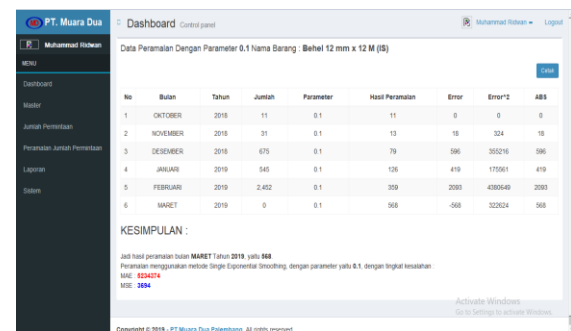 PT. Muara Dua
Dashboard Control panel
Muhammad Ridwan
Logout
Muhammad Ridwan
MENU
Dashboard
Master
Jumlah Permintaan
Peramalan Jumlah Permintaan
Laporan
Sistem
Data Peramalan Dengan Parameter 0.1 Nama Barang : Behel 12 mm x 12 M (IS)
Cetak
No Bulan Tahun Jumlah Parameter Hasil Peramalan Error Error^2 ABS
1 OKTOBER 2018 11 0.1 11 0 0 0
2 NOVEMBER 2018 31 0.1 13 18 324 18
3 DESEMBER 2018 675 0.1 79 596 355216 596
4 JANUARI 2019 545 0.1 126 419 175561 419
5 FEBRUARI 2019 2,452 0.1 359 2093 4380649 2093
6 MARET 2019 0 0.1 568 -568 322624 568
KESIMPULAN :
Jadi hasil peramalan bulan MARET Tahun 2019, yaitu 568
Peramalan menggunakan metode Single Exponential Smoothing, dengan parameter yaitu 0.1, dengan tingkat kesalahan :
MAE : 5234374
MSE : 3694
Activate Windows
Go to Settings to activate Windows.
Copyright © 2019 - PT.Muara Dua Palembang. All rights reserved.